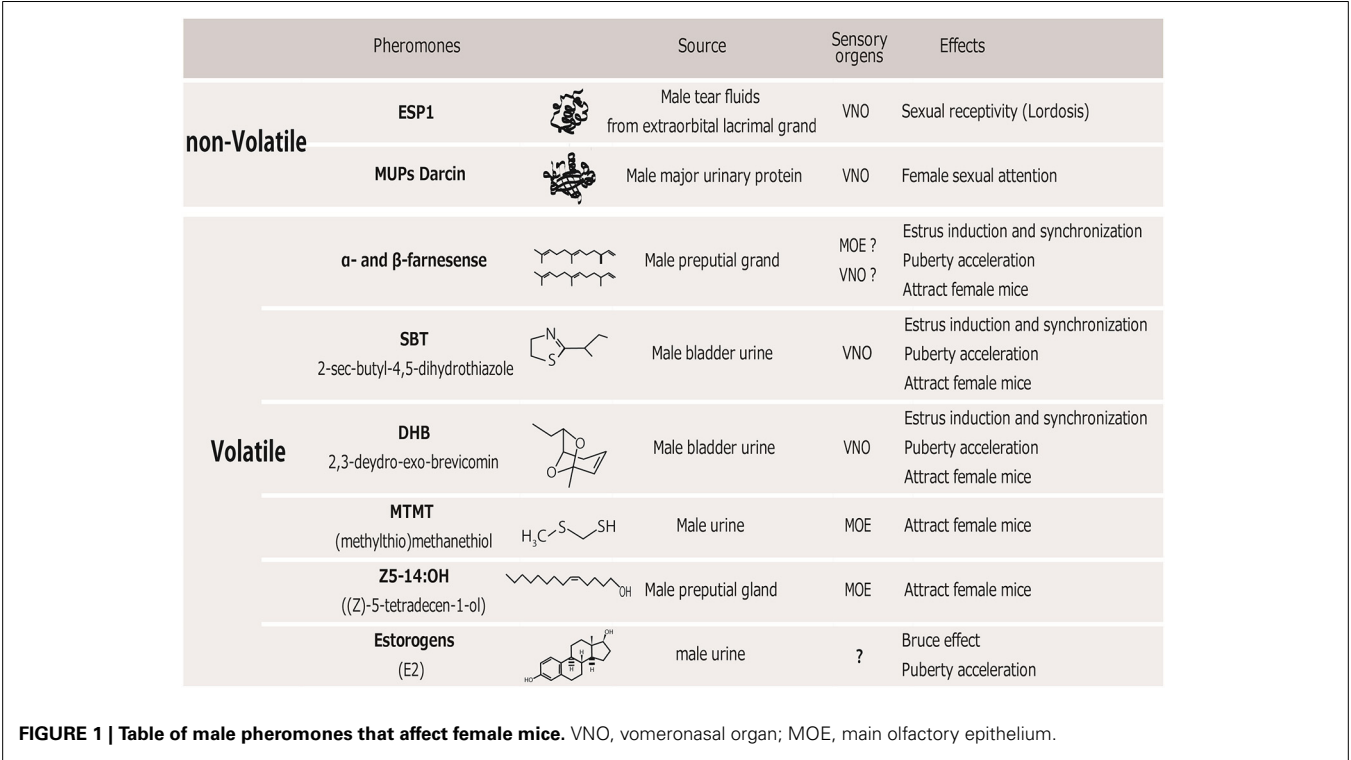 Pheromones Source Sensory organs Effects
non-Volatile
ESP1 Male tear fluids from extraorbital lacrimal grand VNO Sexual receptivity (Lordosis)
MUPs Darcin Male major urinary protein VNO Female sexual attention
Volatile
α- and β-farnesense Male preputial grand MOE ? VNO ? Estrus induction and synchronization
Puberty acceleration
Attract female mice
SBT
2-sec-butyl-4,5-dihydrothiazole N S Male bladder urine VNO Estrus induction and synchronization
Puberty acceleration
Attract female mice
DHB
2,3-deydro-exo-brevicomin O O Male bladder urine VNO Estrus induction and synchronization
Puberty acceleration
Attract female mice
MTMT
(methylthio)methanethiol H3C S SH Male urine MOE Attract female mice
Z5-14:OH
((Z)-5-tetradecen-1-ol) OH Male preputial gland MOE Attract female mice
Estorogens
(E2) HO H H H OH male urine ? Bruce effect
Puberty acceleration
FIGURE 1 | Table of male pheromones that affect female mice. VNO, vomeronasal organ; MOE, main olfactory epithelium.